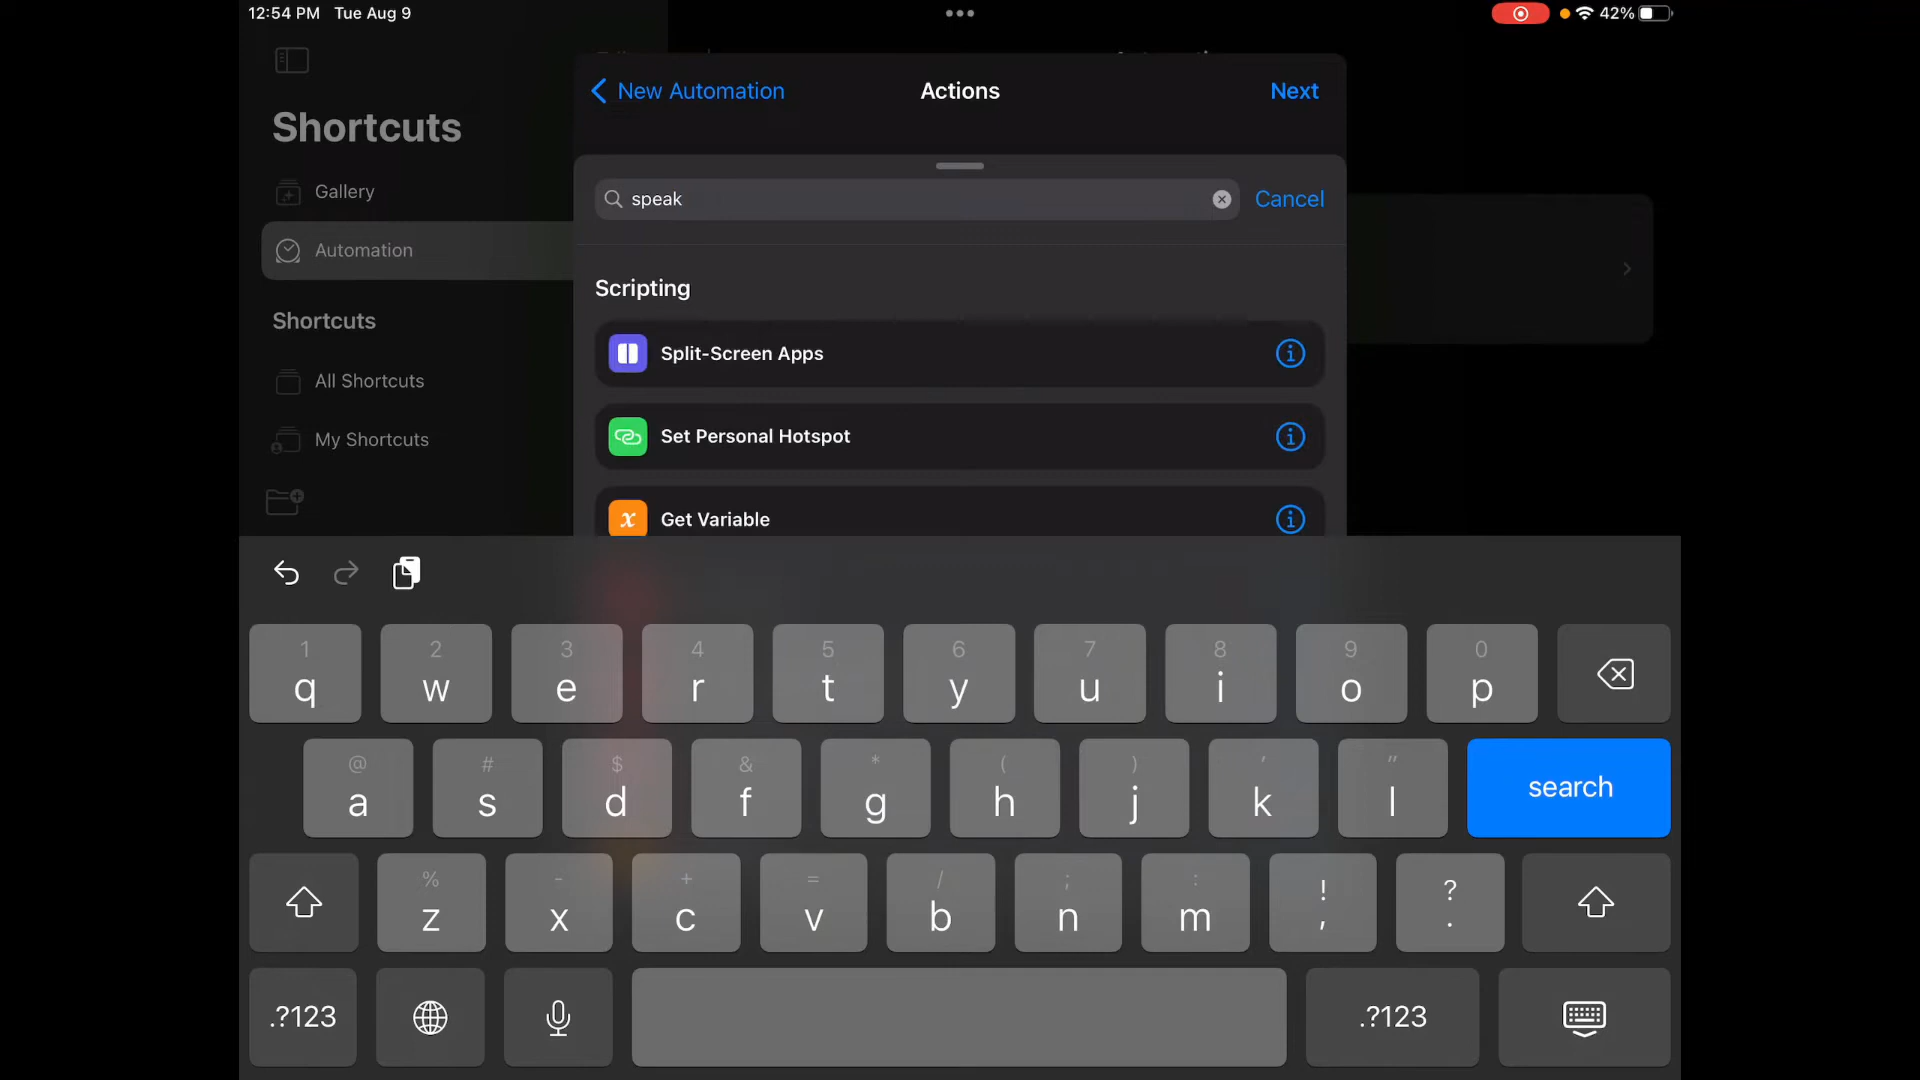 12:54 PM Tue Aug 9
42%
New Automation
Actions
Next
Shortcuts
speak
Cancel
Gallery
Automation
Scripting
Shortcuts
Split-Screen Apps
All Shortcuts
Set Personal Hotspot
My Shortcuts
x Get Variable
1 2 3 4 5 6 7 8 9 0
q w e r t y u i o p
@ # $ & * ( ) ' "
a s d f g h j k l search
% - + = / ; : ! ?
z x c v b n m , .
.?123 .?123